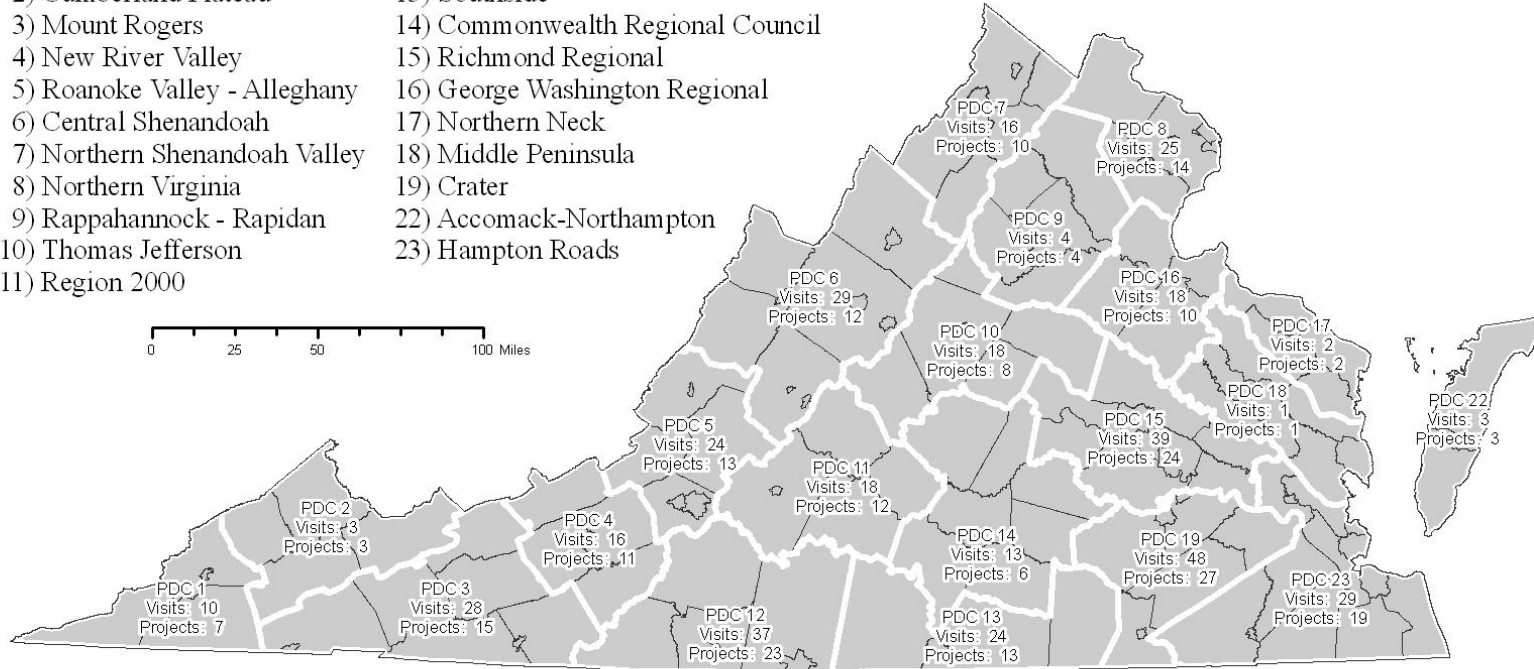 3) Mount Rogers
4) New River Valley
5) Roanoke Valley - Alleghany
6) Central Shenandoah
7) Northern Shenandoah Valley
8) Northern Virginia
9) Rappahannock - Rapidan
10) Thomas Jefferson
11) Region 2000
14) Commonwealth Regional Council
15) Richmond Regional
16) George Washington Regional
17) Northern Neck
18) Middle Peninsula
19) Crater
22) Accomack-Northampton
23) Hampton Roads
0 25 50 100 Miles
PDC 7
Visits: 16
Projects: 10
PDC 8
Visits: 25
Projects: 14
PDC 9
Visits: 4
Projects: 4
PDC 6
Visits: 29
Projects: 12
PDC 16
Visits: 18
Projects: 10
PDC 10
Visits: 18
Projects: 8
PDC 17
Visits: 2
Projects: 2
PDC 18
Visits: 1
Projects: 1
PDC 22
Visits: 3
Projects: 3
PDC 5
Visits: 24
Projects: 13
PDC 15
Visits: 39
Projects: 24
PDC 11
Visits: 18
Projects: 12
PDC 2
Visits: 3
Projects: 3
PDC 4
Visits: 16
Projects: 11
PDC 14
Visits: 13
Projects: 6
PDC 19
Visits: 48
Projects: 27
PDC 1
Visits: 10
Projects: 7
PDC 3
Visits: 28
Projects: 15
PDC 23
Visits: 29
Projects: 19
PDC 12
Visits: 37
Projects: 23
PDC 13
Visits: 24
Projects: 13